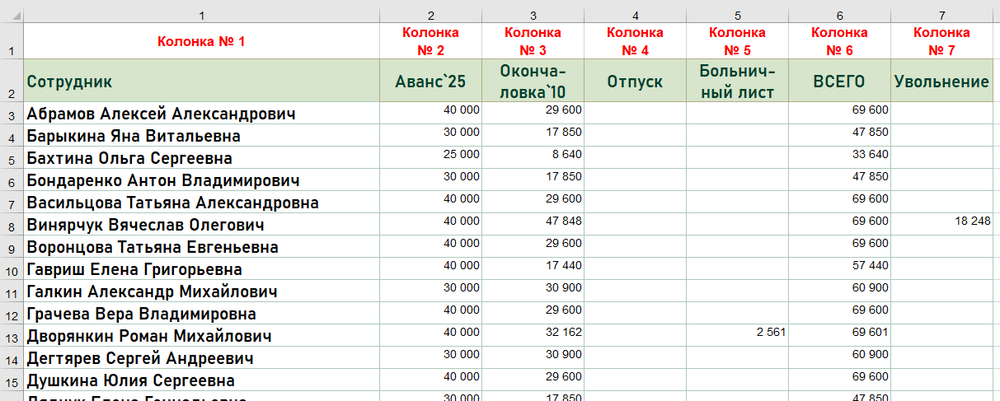 1 2 3 4 5 6 7
1 Колонка № 1 Колонка № 2 Колонка № 3 Колонка № 4 Колонка № 5 Колонка № 6 Колонка № 7
2 Сотрудник Аванс`25 Оконча-ловка`10 Отпуск Больнич-ный лист ВСЕГО Увольнение
3 Абрамов Алексей Александрович 40 000 29 600 69 600
4 Барыкина Яна Витальевна 30 000 17 850 47 850
5 Бахтина Ольга Сергеевна 25 000 8 640 33 640
6 Бондаренко Антон Владимирович 30 000 17 850 47 850
7 Васильцова Татьяна Александровна 40 000 29 600 69 600
8 Винярчук Вячеслав Олегович 40 000 47 848 69 600 18 248
9 Воронцова Татьяна Евгеньевна 40 000 29 600 69 600
10 Гавриш Елена Григорьевна 40 000 17 440 57 440
11 Галкин Александр Михайлович 30 000 30 900 60 900
12 Грачева Вера Владимировна 40 000 29 600 69 600
13 Дворянкин Роман Михайлович 40 000 32 162 2 561 69 601
14 Дегтярев Сергей Андреевич 30 000 30 900 60 900
15 Душкина Юлия Сергеевна 40 000 29 600 69 600
30 000 17 850 47 850